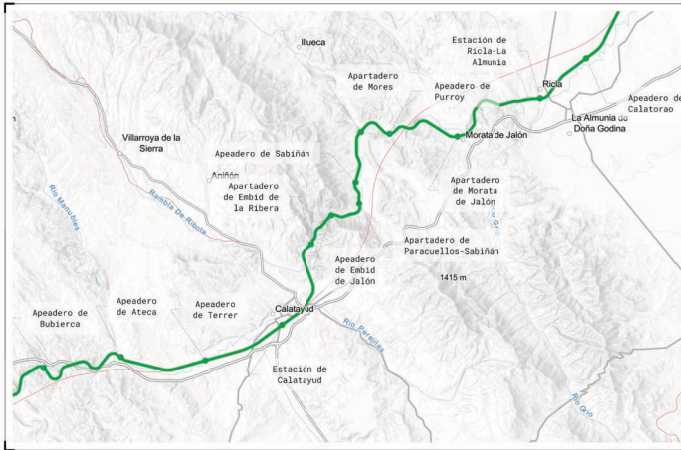 Illueca
Estación de
Ricla-La
Almunia
Apartadero
de Mores
Apeadero de
Purroy
Ricla
Apeadero de
Calatorao
La Almunia de
Doña Godina
Villarroya de la
Sierra
Morata de Jalón
Apeadero de Sabiñán
Aniñón
Apartadero
de Embid de
la Ribera
Apartadero
de Morata
de Jalón
Río Manubles
Rambla De Ribota
Apartadero de
Paracuellos-Sabiñán
Apeadero
de Embid
de Jalón
1415 m
Apeadero de
Bubierca
Apeadero
de Ateca
Apeadero
de Terrer
Calatayud
Río Perejiles
Estación de
Calatzyud
Río Grío